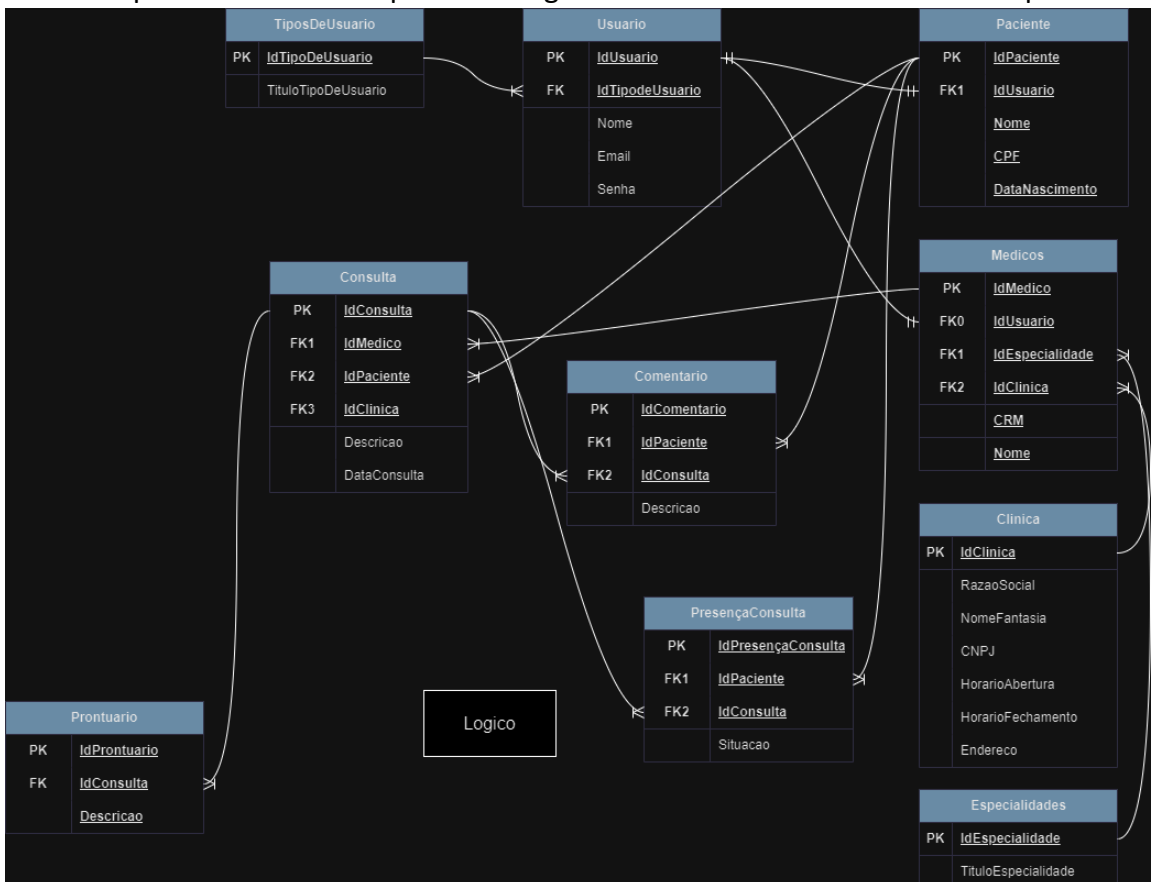 TiposDeUsuario
PK IdTipoDeUsuario
TituloTipoDeUsuario
Usuario
PK IdUsuario
FK IdTipodeUsuario
Nome
Email
Senha
Paciente
PK IdPaciente
FK1 IdUsuario
Nome
CPF
DataNascimento
Consulta
PK IdConsulta
FK1 IdMedico
FK2 IdPaciente
FK3 IdClinica
Descricao
DataConsulta
Medicos
PK IdMedico
FK0 IdUsuario
FK1 IdEspecialidade
FK2 IdClinica
CRM
Nome
Comentario
PK IdComentario
FK1 IdPaciente
FK2 IdConsulta
Descricao
Clinica
PK IdClinica
RazaoSocial
NomeFantasia
CNPJ
HorarioAbertura
HorarioFechamento
Endereco
PresençaConsulta
PK IdPresençaConsulta
FK1 IdPaciente
FK2 IdConsulta
Situacao
Logico
Prontuario
PK IdProntuario
FK IdConsulta
Descricao
Especialidades
PK IdEspecialidade
TituloEspecialidade